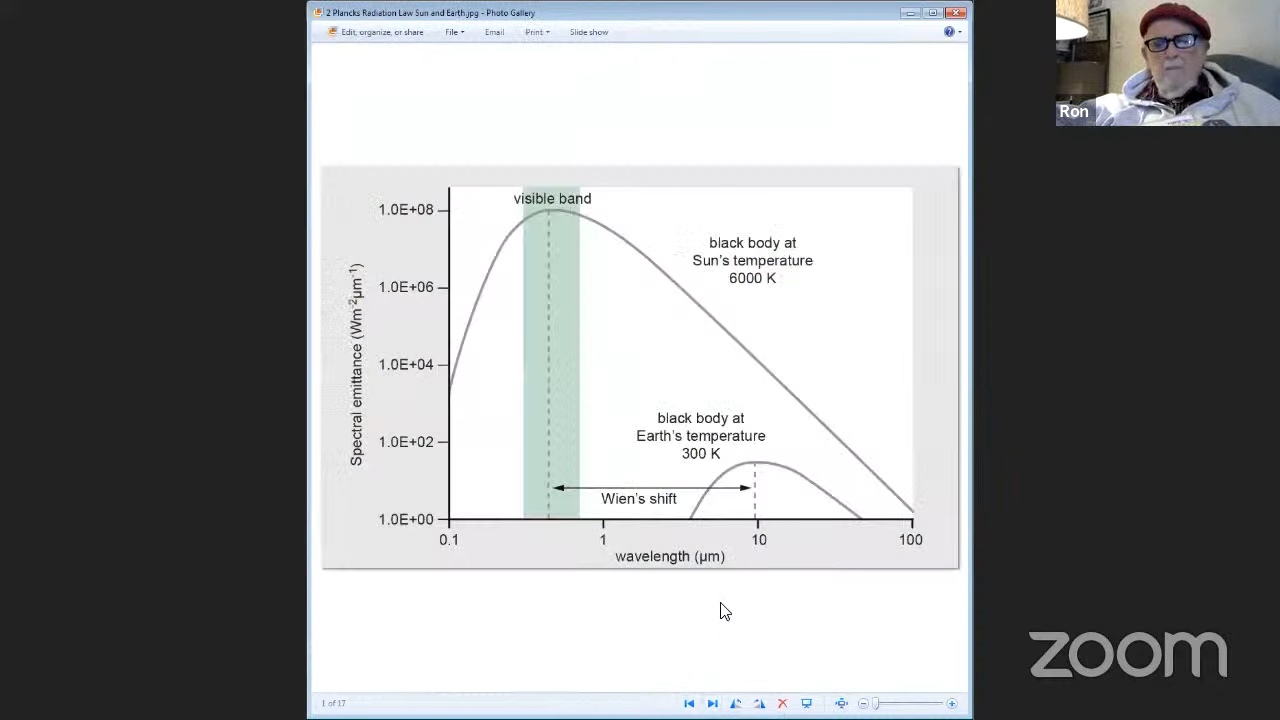 2 Plancks Radiation Law Sun and Earth.jpg - Photo Gallery
Edit, organize, or share File Email Print Slide show
Ron
visible band
1.0E+08
1.0E+06
1.0E+04
1.0E+02
1.0E+00
Spectral emittance (Wm-2μm-1)
black body at
Sun's temperature
6000 K
black body at
Earth's temperature
300 K
Wien's shift
0.1 1 10 100
wavelength (μm)
zoom
1 of 17